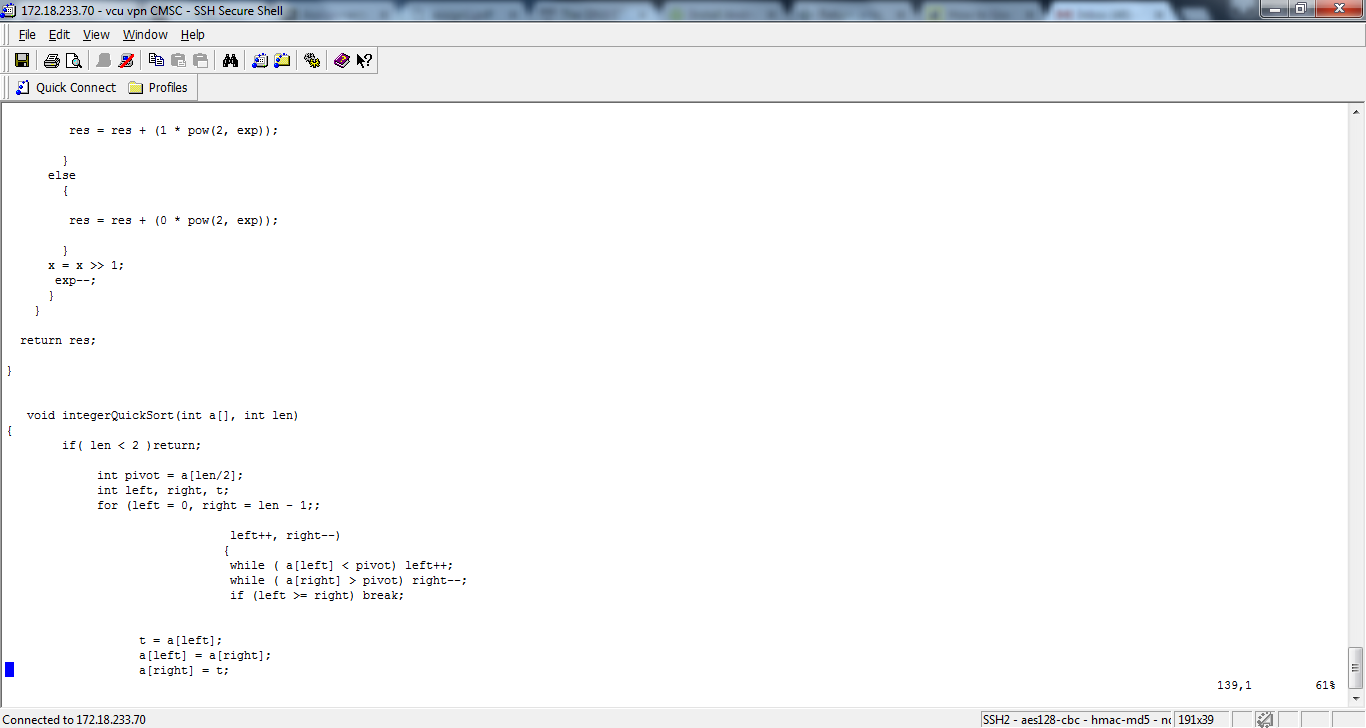 172.18.233.70 - vcu vpn CMSC - SSH Secure Shell
File Edit View Window Help
Quick Connect Profiles
res = res + (1 * pow(2, exp));
}
else
{
res = res + (0 * pow(2, exp));
}
x = x >> 1;
exp--;
}
}
return res;
}
void integerQuickSort(int a[], int len)
{
if( len < 2 )return;
int pivot = a[len/2];
int left, right, t;
for (left = 0, right = len - 1;;
left++, right--)
{
while ( a[left] < pivot) left++;
while ( a[right] > pivot) right--;
if (left >= right) break;
t = a[left];
a[left] = a[right];
a[right] = t;
139,1 61%
Connected to 172.18.233.70 SSH2 - aes128-cbc - hmac-md5 - 191x39